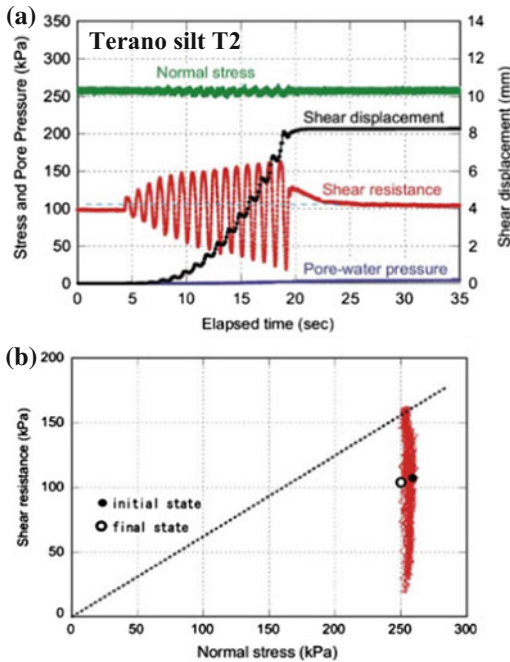 (a)
Terano silt T2
Stress and Pore Pressure (kPa)
350
300
250
200
150
100
50
0
Normal stress
Shear displacement
Shear resistance
Pore-water pressure
14
12
10
8
6
4
2
0
Shear displacement (mm)
0 5 10 15 20 25 30 35
Elapsed time (sec)
(b)
Shear resistance (kPa)
200
150
100
50
0
initial state
final state
0 50 100 150 200 250 300
Normal stress (kPa)